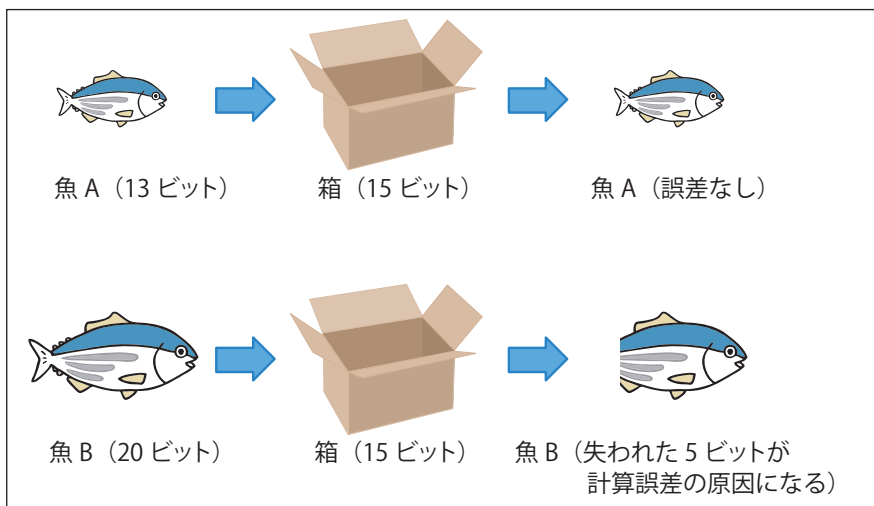 魚 A（13 ビット）
箱（15 ビット）
魚 A（誤差なし）
魚 B（20 ビット）
箱（15 ビット）
魚 B（失われた 5 ビットが
計算誤差の原因になる）